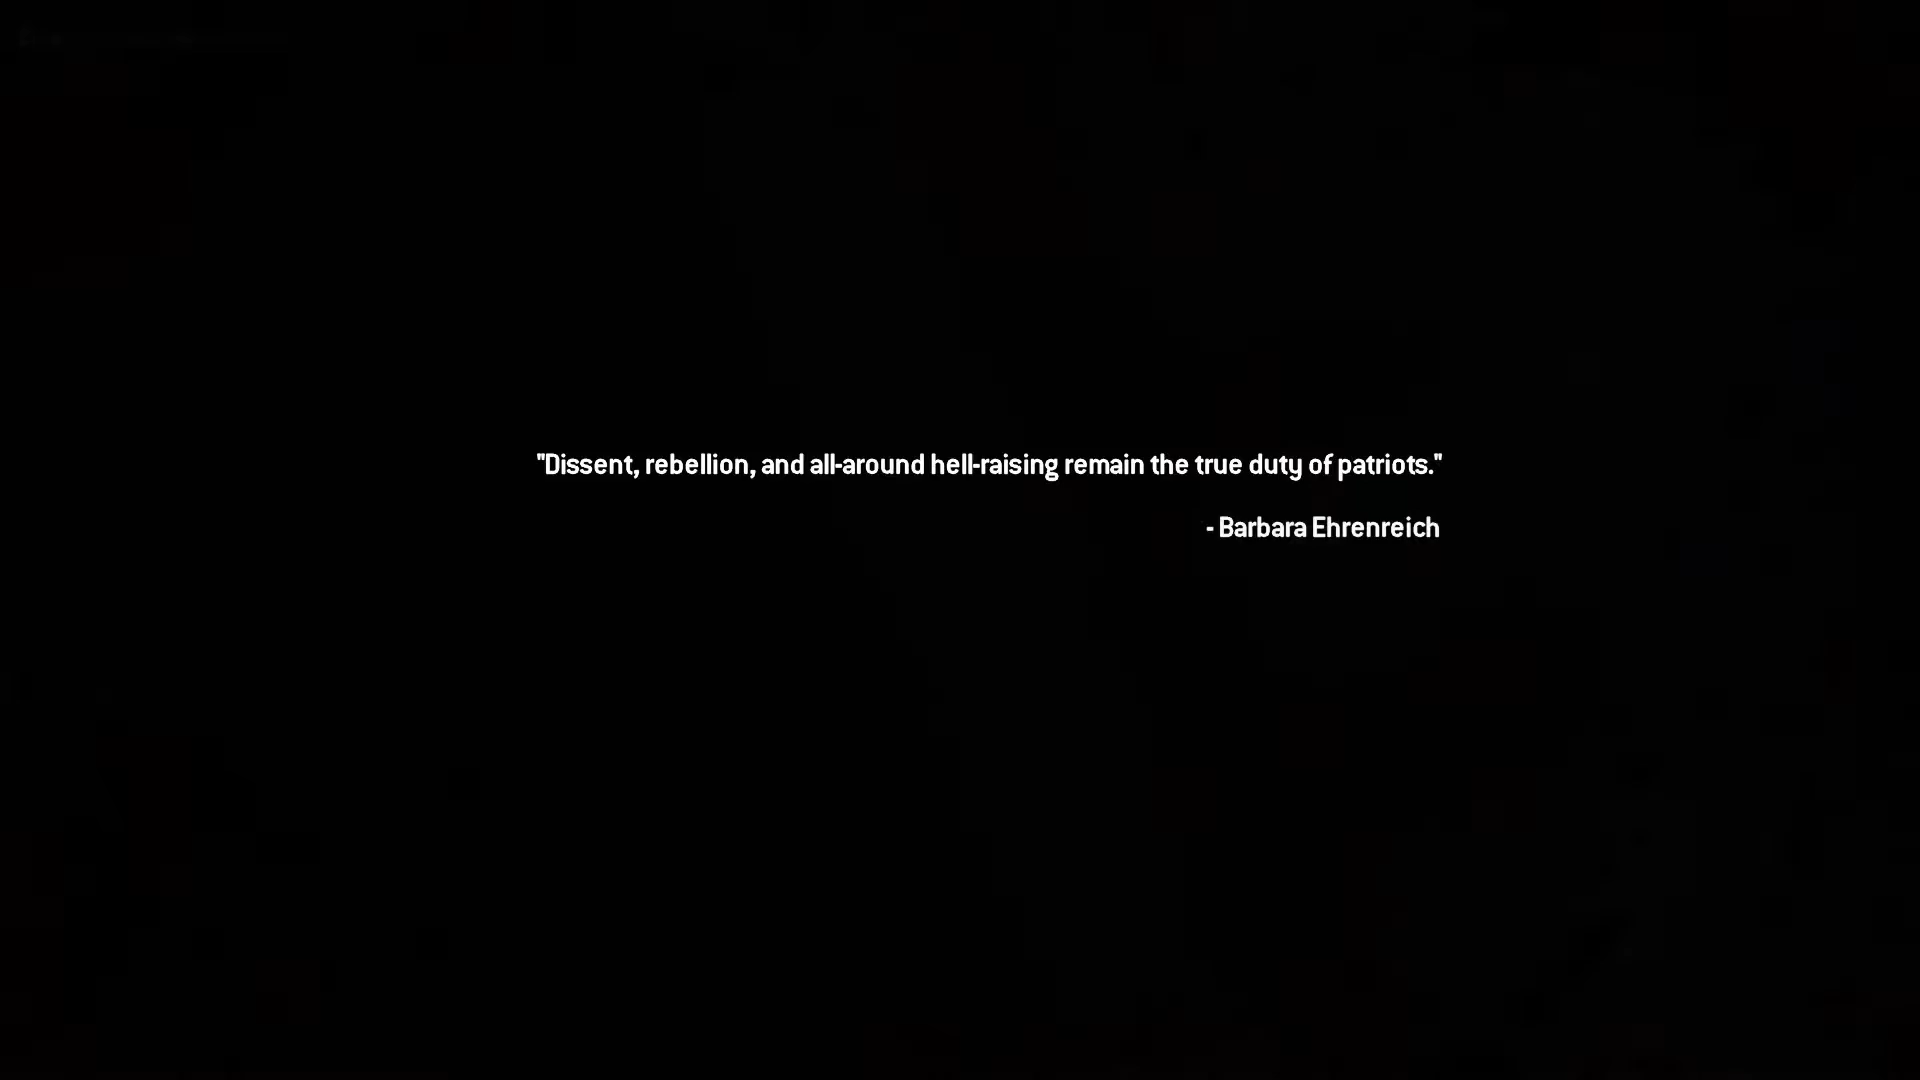 "Dissent, rebellion, and all-around hell-raising remain the true duty of patriots."
- Barbara Ehrenreich